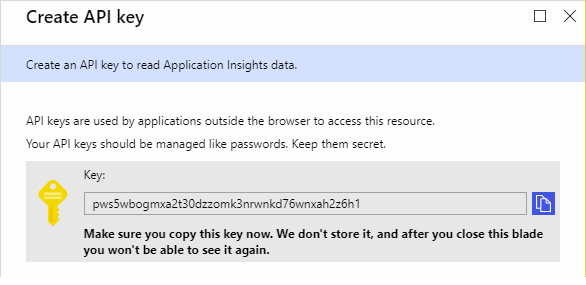 Create API key
Create an API key to read Application Insights data.
API keys are used by applications outside the browser to access this resource.
Your API keys should be managed like passwords. Keep them secret.
Key:
pws5wbogmxa2t30dzzomk3nrwnkd76wnxah2z6h1
Make sure you copy this key now. We don't store it, and after you close this blade
you won't be able to see it again.